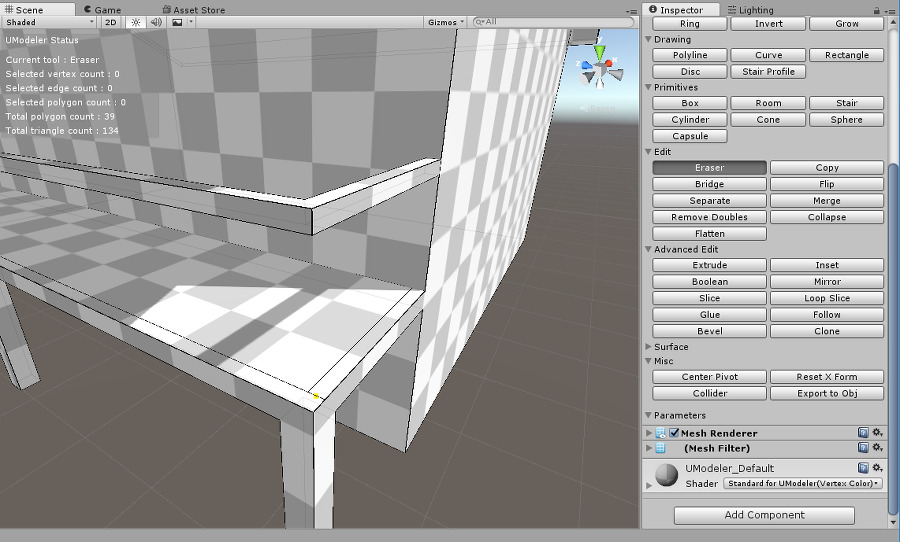 Scene Game Asset Store
Shaded 2D Gizmos All
UModeler Status
Current tool : Eraser
Selected vertex count : 0
Selected edge count : 0
Selected polygon count : 0
Total polygon count : 39
Total triangle count : 134
Inspector Lighting
Ring Invert Grow
Drawing
Polyline Curve Rectangle
Disc Stair Profile
Primitives
Box Room Stair
Cylinder Cone Sphere
Capsule
Edit
Eraser Copy
Bridge Flip
Separate Merge
Remove Doubles Collapse
Flatten
Advanced Edit
Extrude Inset
Boolean Mirror
Slice Loop Slice
Glue Follow
Bevel Clone
Surface
Misc
Center Pivot Reset X Form
Collider Export to Obj
Parameters
Mesh Renderer
(Mesh Filter)
UModeler_Default
Shader Standard for UModeler(Vertex Color)
Add Component